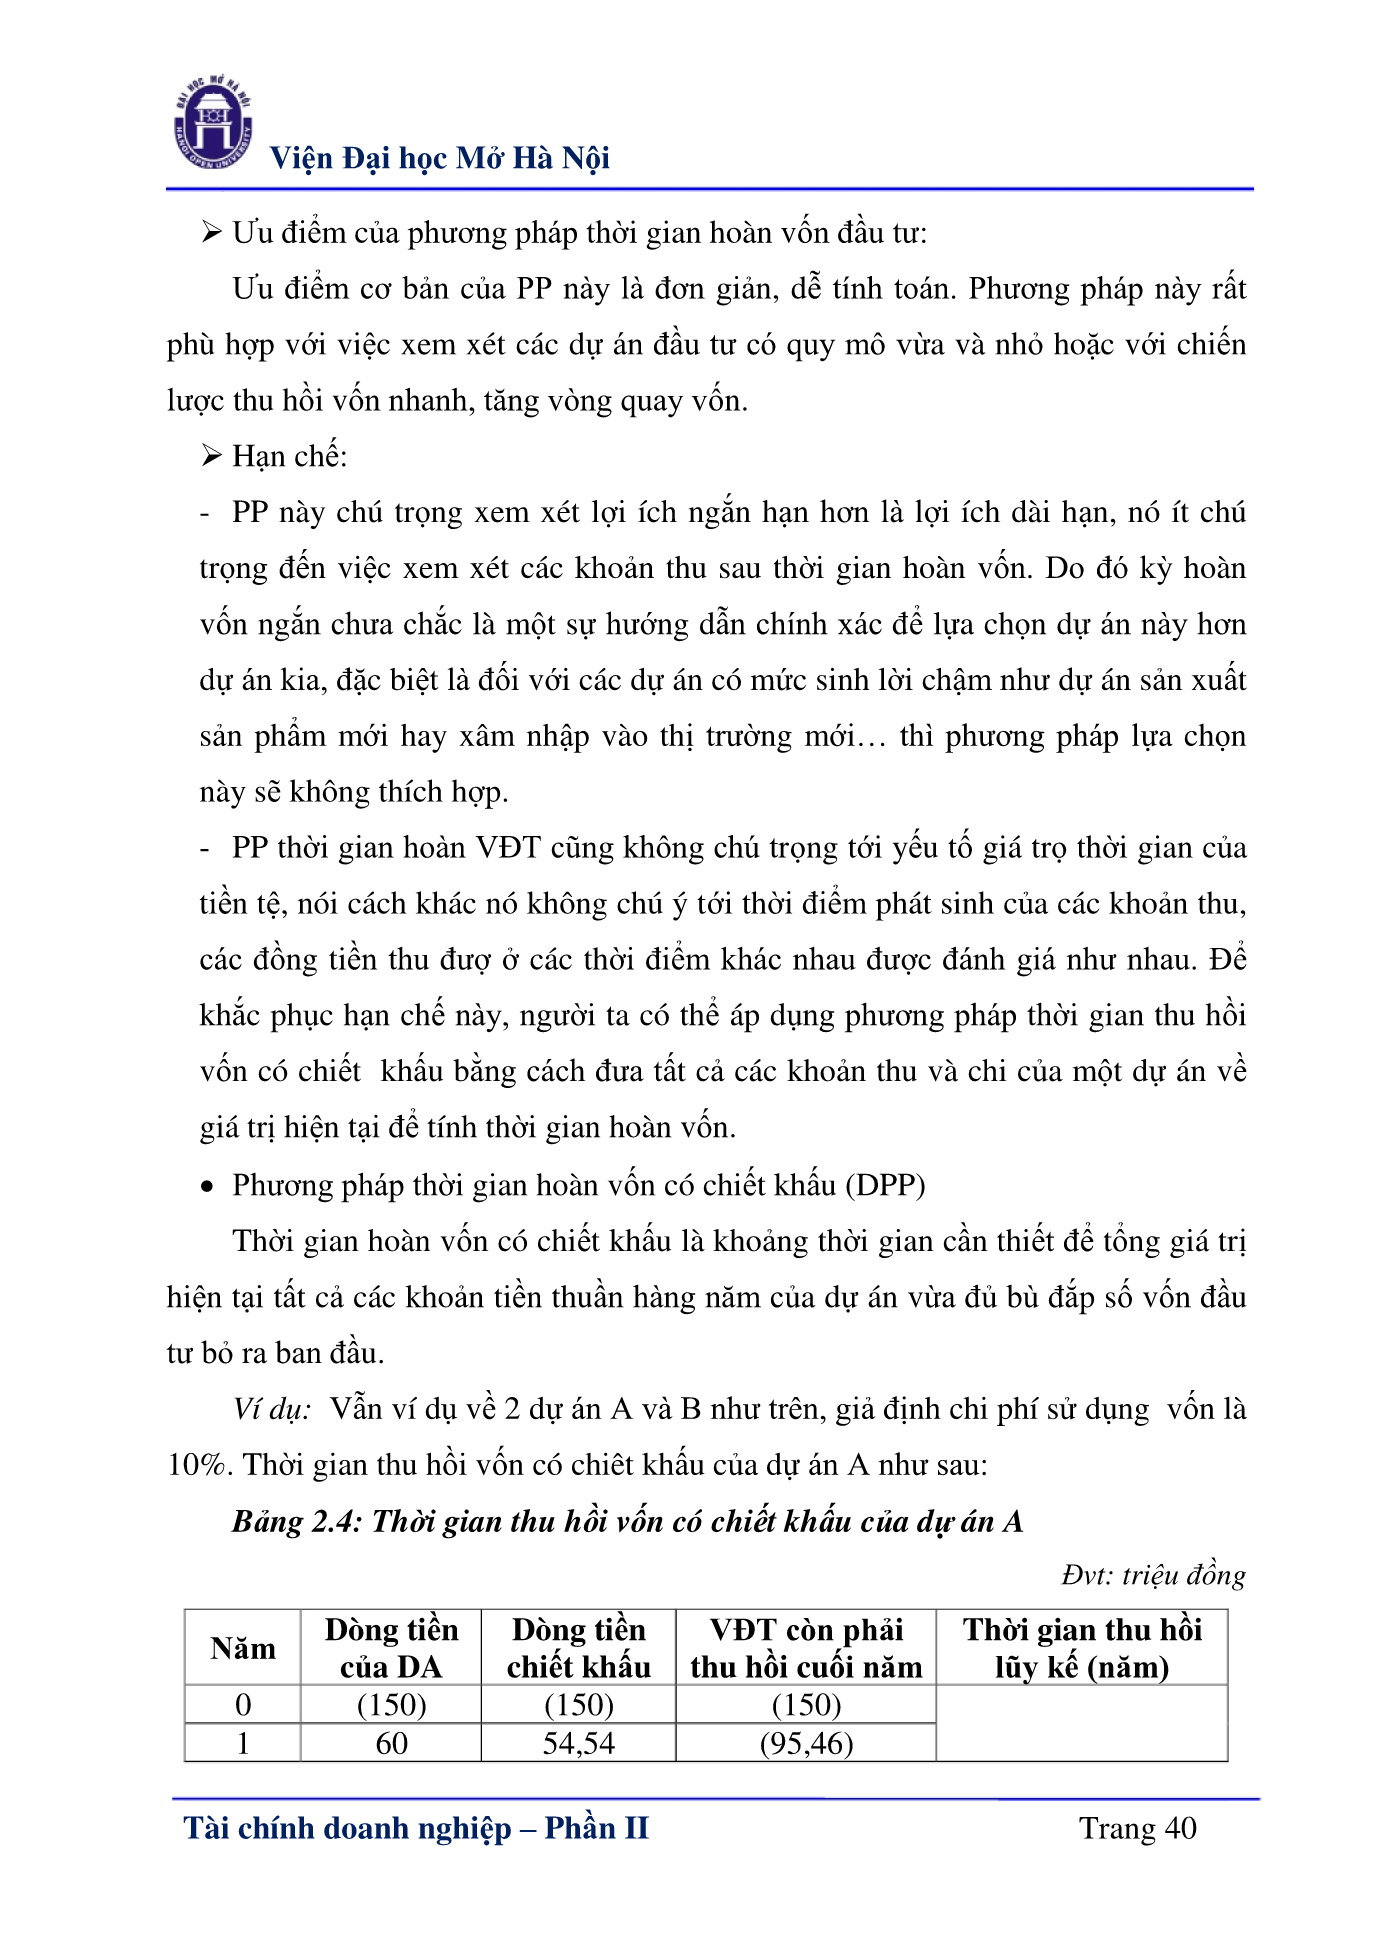 ĐẠI HỌC MỞ HÀ NỘI
HANOI OPEN UNIVERSITY
Viện Đại học Mở Hà Nội
➢ Ưu điểm của phương pháp thời gian hoàn vốn đầu tư:
Ưu điểm cơ bản của PP này là đơn giản, dễ tính toán. Phương pháp này rất
phù hợp với việc xem xét các dự án đầu tư có quy mô vừa và nhỏ hoặc với chiến
lược thu hồi vốn nhanh, tăng vòng quay vốn.
➢ Hạn chế:
- PP này chú trọng xem xét lợi ích ngắn hạn hơn là lợi ích dài hạn, nó ít chú
trọng đến việc xem xét các khoản thu sau thời gian hoàn vốn. Do đó kỳ hoàn
vốn ngắn chưa chắc là một sự hướng dẫn chính xác để lựa chọn dự án này hơn
dự án kia, đặc biệt là đối với các dự án có mức sinh lời chậm như dự án sản xuất
sản phẩm mới hay xâm nhập vào thị trường mới… thì phương pháp lựa chọn
này sẽ không thích hợp.
- PP thời gian hoàn VĐT cũng không chú trọng tới yếu tố giá trọ thời gian của
tiền tệ, nói cách khác nó không chú ý tới thời điểm phát sinh của các khoản thu,
các đồng tiền thu đượ ở các thời điểm khác nhau được đánh giá như nhau. Để
khắc phục hạn chế này, người ta có thể áp dụng phương pháp thời gian thu hồi
vốn có chiết  khấu bằng cách đưa tất cả các khoản thu và chi của một dự án về
giá trị hiện tại để tính thời gian hoàn vốn.
• Phương pháp thời gian hoàn vốn có chiết khấu (DPP)
Thời gian hoàn vốn có chiết khấu là khoảng thời gian cần thiết để tổng giá trị
hiện tại tất cả các khoản tiền thuần hàng năm của dự án vừa đủ bù đắp số vốn đầu
tư bỏ ra ban đầu.
Ví dụ:  Vẫn ví dụ về 2 dự án A và B như trên, giả định chi phí sử dụng  vốn là
10%. Thời gian thu hồi vốn có chiêt khấu của dự án A như sau:
Bảng 2.4: Thời gian thu hồi vốn có chiết khấu của dự án A
Đvt: triệu đồng
Năm | Dòng tiền của DA | Dòng tiền chiết khấu | VĐT còn phải thu hồi cuối năm | Thời gian thu hồi lũy kế (năm)
0 | (150) | (150) | (150)
1 | 60 | 54,54 | (95,46)
Tài chính doanh nghiệp – Phần II Trang 40